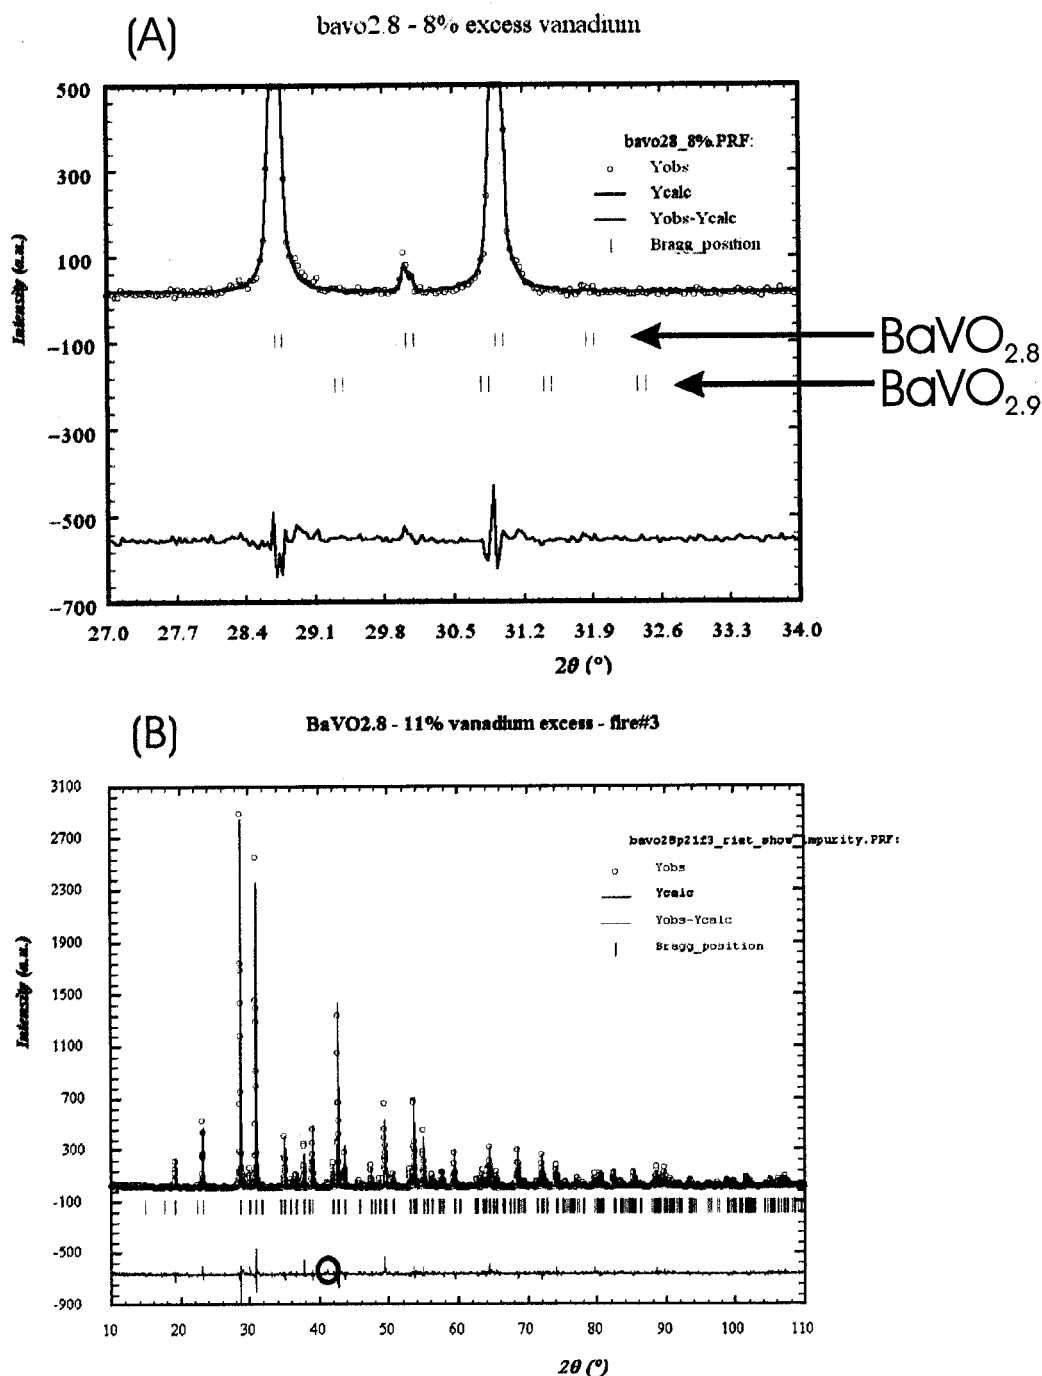 (A)
bavo2.8 - 8% excess vanadium
500
300
100
−100
−300
−500
−700
Intensity (a.u.)
bavo28_8%.PRF:
Yobs
Ycalc
Yobs-Ycalc
Bragg_position
BaVO2.8
BaVO2.9
27.0 27.7 28.4 29.1 29.8 30.5 31.2 31.9 32.6 33.3 34.0
2θ (°)
(B)
BaVO2.8 - 11% vanadium excess - fire#3
3100
2700
2300
1900
1500
1100
700
300
-100
-500
-900
Intensity (a.u.)
bavo28p21f3_riet_show_impurity.PRF:
Yobs
Ycalc
Yobs-Ycalc
Bragg_position
10 20 30 40 50 60 70 80 90 100 110
2θ (°)